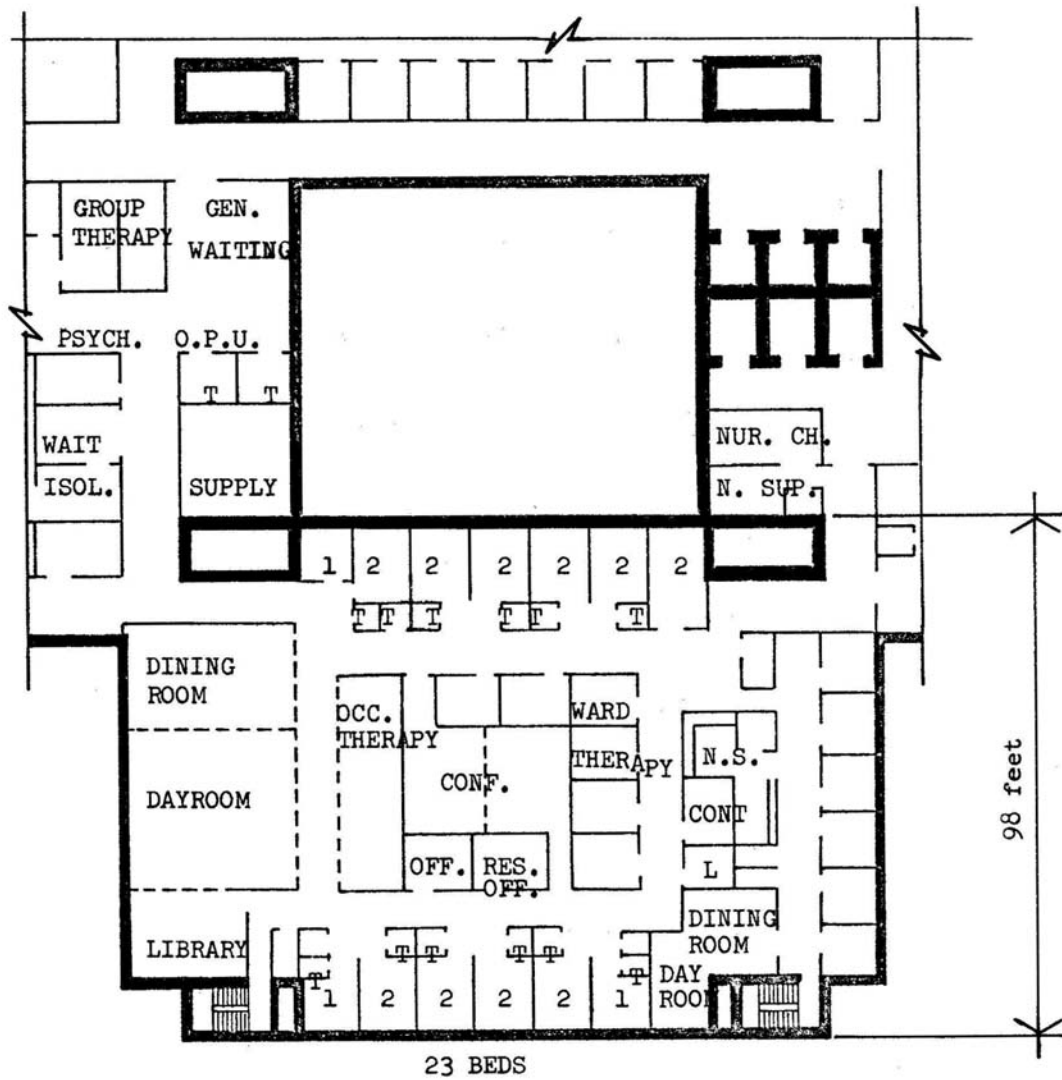 GROUP
THERAPY
GEN.
WAITING
PSYCH. O.P.U.
T T
WAIT
ISOL.
SUPPLY
NUR. CH.
N. SUP.
1 2 2 2 2 2 2
T T T T T T
DINING
ROOM
DAYROOM
LIBRARY
OCC.
THERAPY
WARD
THERAPY
CONF.
OFF.
RES.
OFF.
N.S.
CONT
L
DINING
ROOM
DAY
ROOM
98 feet
T T T T T T
1 2 2 2 2 1
23 BEDS